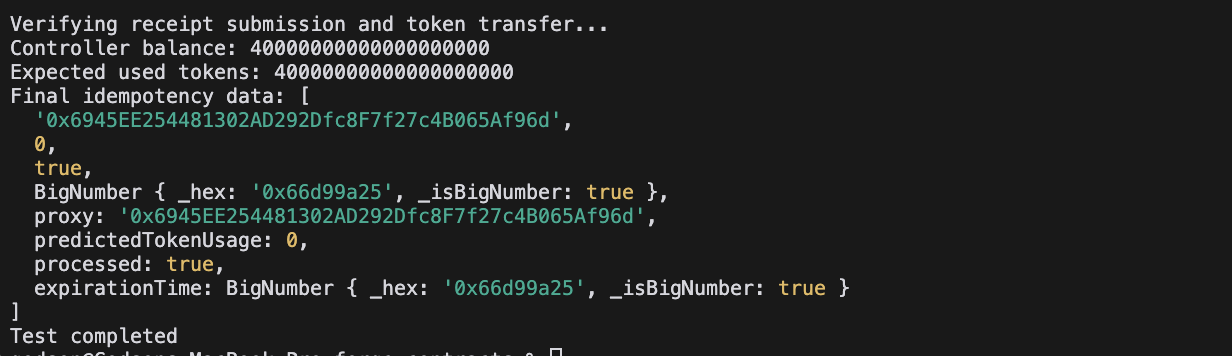 Verifying receipt submission and token transfer...
Controller balance: 40000000000000000000
Expected used tokens: 40000000000000000000
Final idempotency data: [
  '0x6945EE254481302AD292Dfc8F7f27c4B065Af96d',
  0,
  true,
  BigNumber { _hex: '0x66d99a25', _isBigNumber: true },
  proxy: '0x6945EE254481302AD292Dfc8F7f27c4B065Af96d',
  predictedTokenUsage: 0,
  processed: true,
  expirationTime: BigNumber { _hex: '0x66d99a25', _isBigNumber: true }
]
Test completed